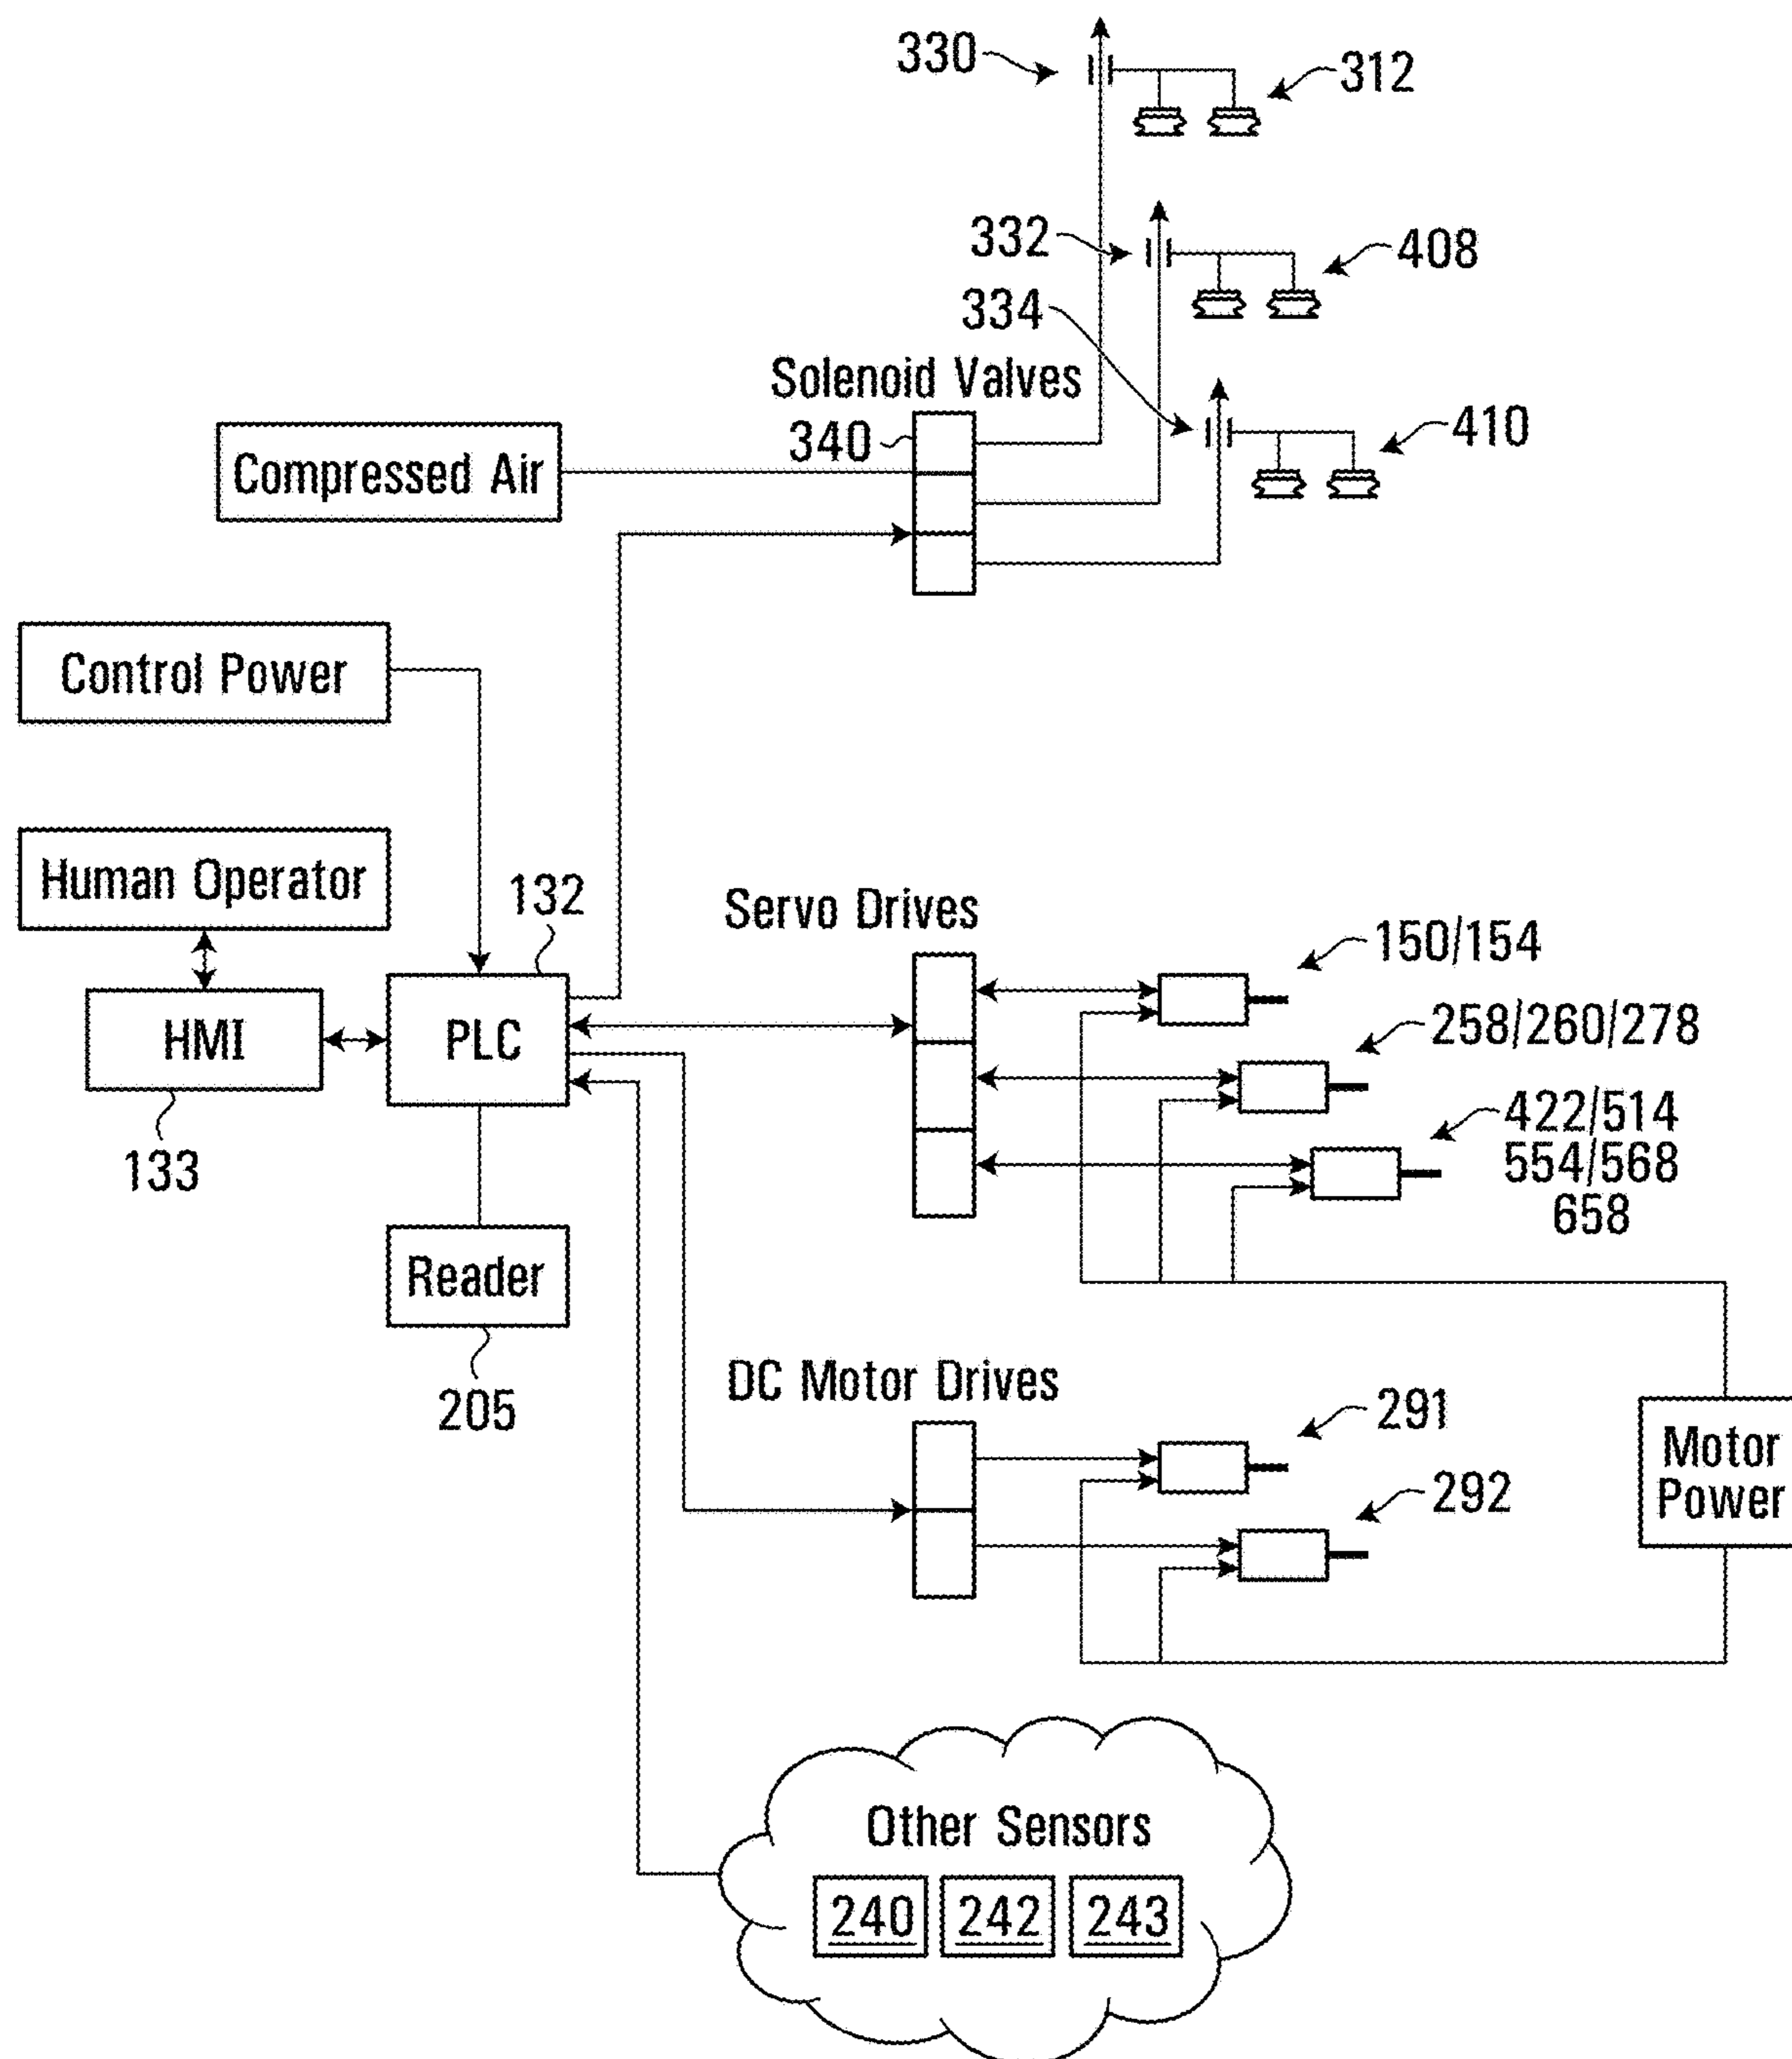 330
312
332
408
334
Solenoid Valves
340
410
Compressed Air
Control Power
Human Operator
132
Servo Drives
150/154
HMI
PLC
258/260/278
133
422/514
554/568
658
Reader
205
DC Motor Drives
291
Motor
Power
292
Other Sensors
240 242 243